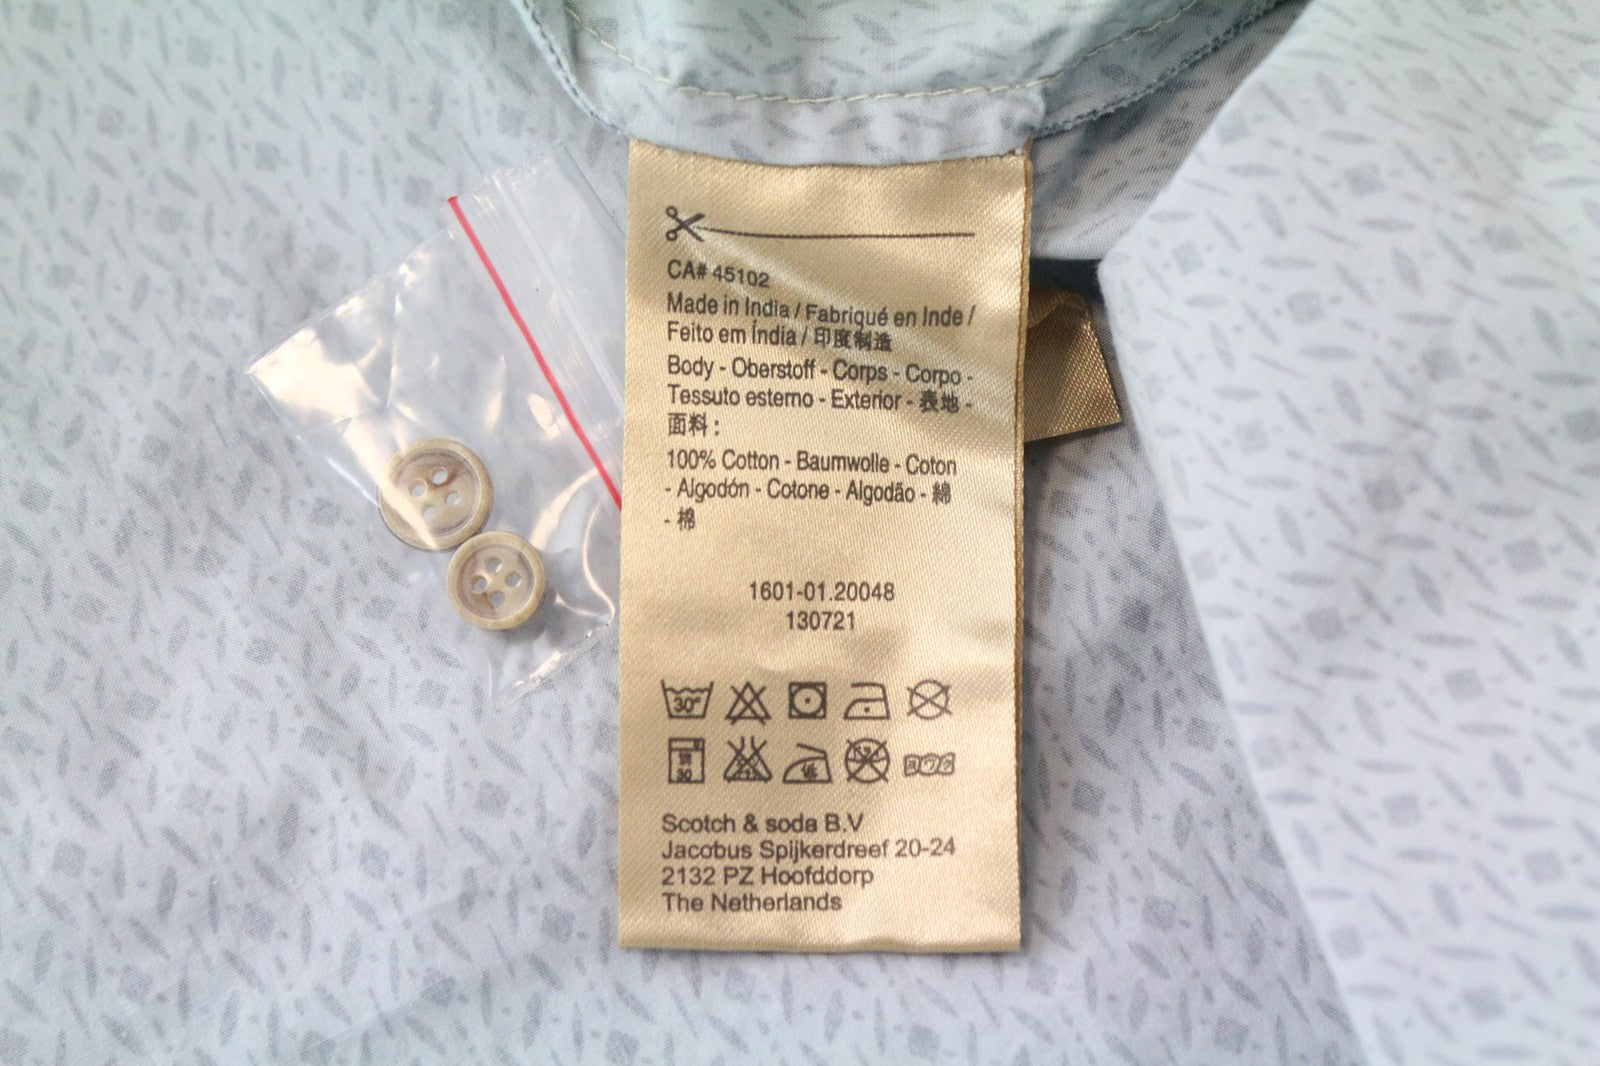 CA# 45102
Made in India / Fabriqué en Inde /
Feito em Índia / 印度制造
Body - Oberstoff - Corps - Corpo -
Tessuto esterno - Exterior - 表地 -
面料 :
100% Cotton - Baumwolle - Coton
- Algodón - Cotone - Algodão - 綿
- 棉
1601-01.20048
130721
30°
30
Scotch & soda B.V
Jacobus Spijkerdreef 20-24
2132 PZ Hoofddorp
The Netherlands